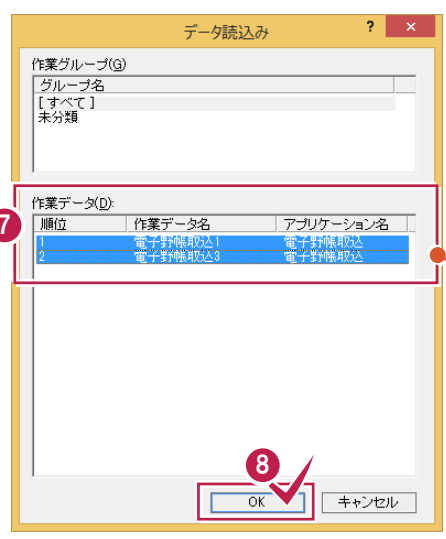 データ読込み ? ×
作業グループ(G)
グループ名
[すべて]
未分類
作業データ(D):
7
順位 作業データ名 アプリケーション名
1 電子野帳取込1 電子野帳取込
2 電子野帳取込3 電子野帳取込
8
OK キャンセル